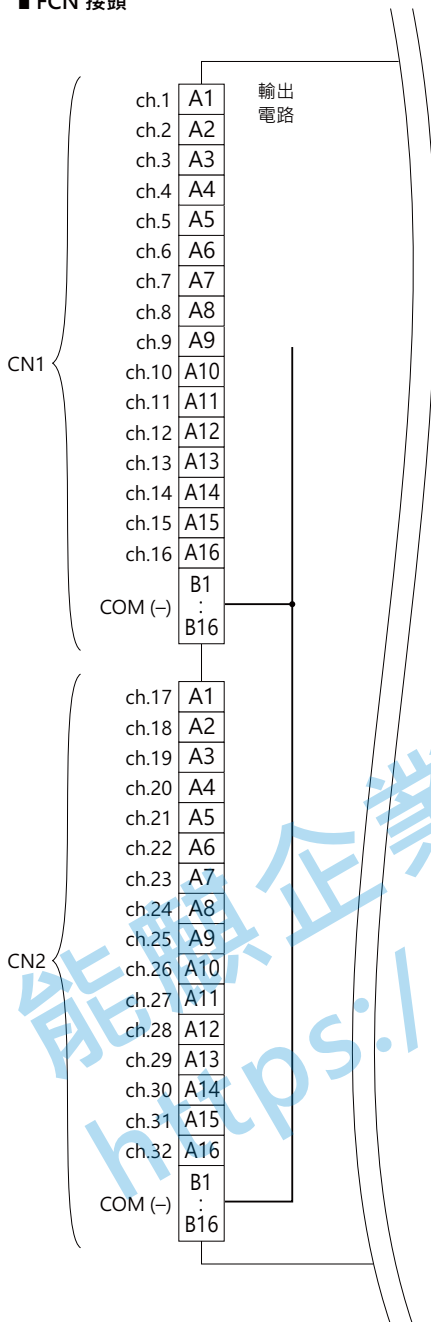 ■ FCN 接頭
輸出
電路
CN1
ch.1 A1
ch.2 A2
ch.3 A3
ch.4 A4
ch.5 A5
ch.6 A6
ch.7 A7
ch.8 A8
ch.9 A9
ch.10 A10
ch.11 A11
ch.12 A12
ch.13 A13
ch.14 A14
ch.15 A15
ch.16 A16
COM (–) B1
:
B16
CN2
ch.17 A1
ch.18 A2
ch.19 A3
ch.20 A4
ch.21 A5
ch.22 A6
ch.23 A7
ch.24 A8
ch.25 A9
ch.26 A10
ch.27 A11
ch.28 A12
ch.29 A13
ch.30 A14
ch.31 A15
ch.32 A16
COM (–) B1
:
B16
能麒企業
https:/